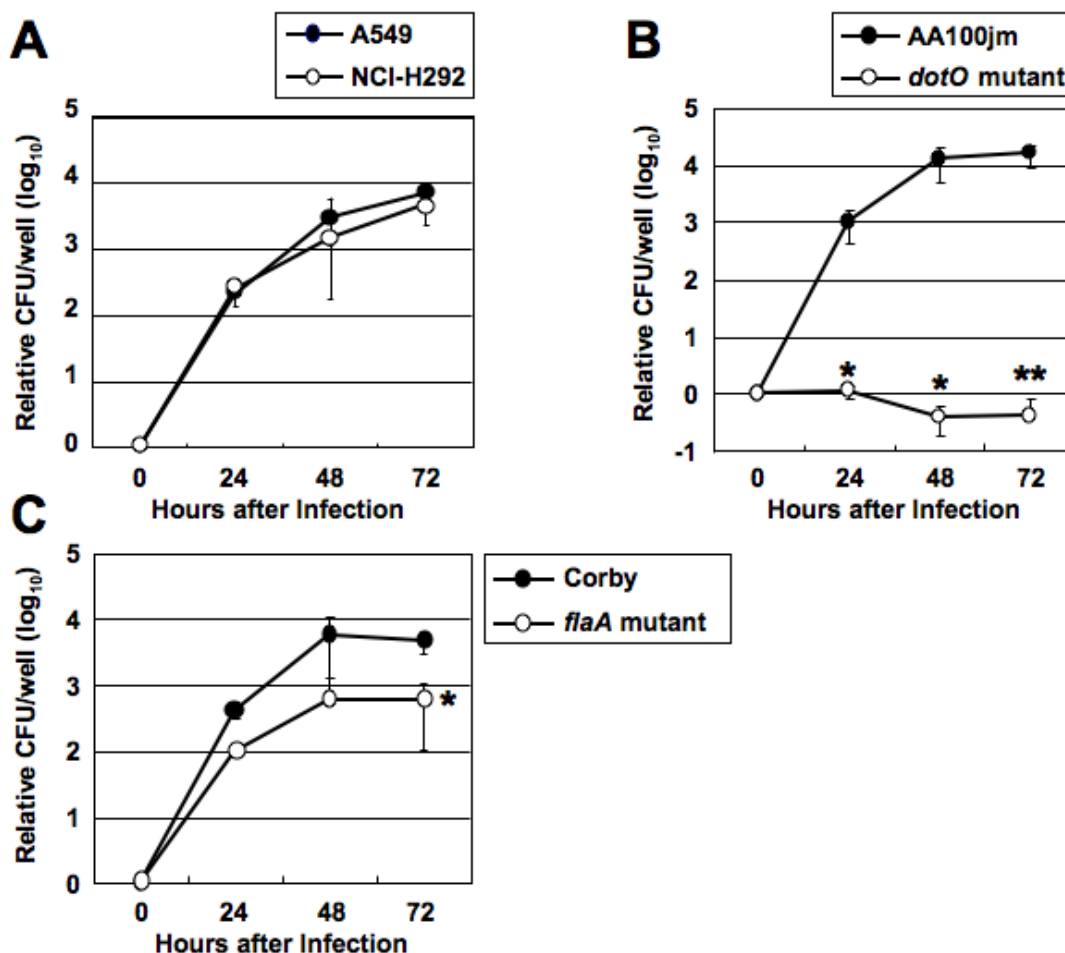 A
A549
NCI-H292
Relative CFU/well (log10)
5
4
3
2
1
0
0 24 48 72
Hours after Infection
B
AA100jm
dotO mutant
Relative CFU/well (log10)
5
4
3
2
1
0
-1
* * **
0 24 48 72
Hours after Infection
C
Corby
flaA mutant
Relative CFU/well (log10)
5
4
3
2
1
0
*
0 24 48 72
Hours after Infection